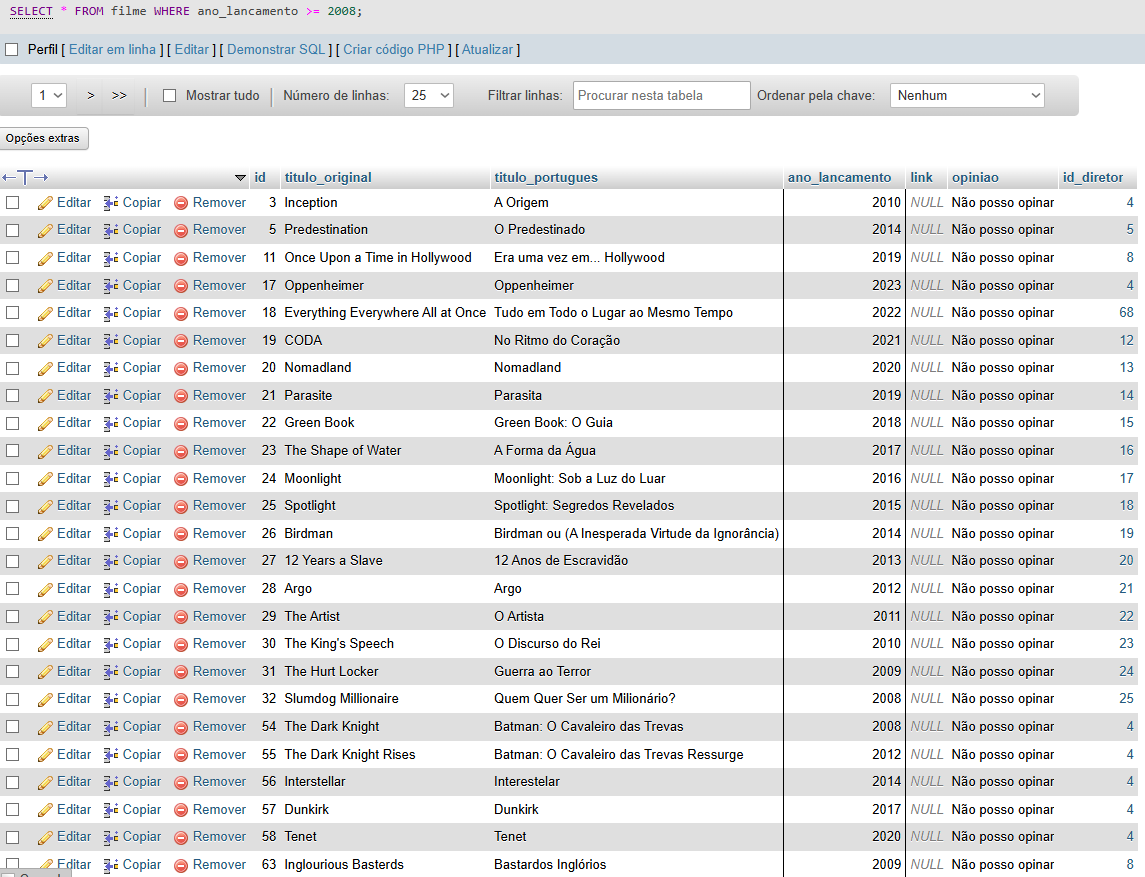 SELECT * FROM filme WHERE ano_lancamento >= 2008;
Perfil [ Editar em linha ] [ Editar ] [ Demonstrar SQL ] [ Criar código PHP ] [ Atualizar ]
1 > >> | Mostrar tudo | Número de linhas: 25 Filtrar linhas: Procurar nesta tabela Ordenar pela chave: Nenhum
Opções extras
←T→ id titulo_original titulo_portugues ano_lancamento link opiniao id_diretor
Editar Copiar Remover 3 Inception A Origem 2010 NULL Não posso opinar 4
Editar Copiar Remover 5 Predestination O Predestinado 2014 NULL Não posso opinar 5
Editar Copiar Remover 11 Once Upon a Time in Hollywood Era uma vez em... Hollywood 2019 NULL Não posso opinar 8
Editar Copiar Remover 17 Oppenheimer Oppenheimer 2023 NULL Não posso opinar 4
Editar Copiar Remover 18 Everything Everywhere All at Once Tudo em Todo o Lugar ao Mesmo Tempo 2022 NULL Não posso opinar 68
Editar Copiar Remover 19 CODA No Ritmo do Coração 2021 NULL Não posso opinar 12
Editar Copiar Remover 20 Nomadland Nomadland 2020 NULL Não posso opinar 13
Editar Copiar Remover 21 Parasite Parasita 2019 NULL Não posso opinar 14
Editar Copiar Remover 22 Green Book Green Book: O Guia 2018 NULL Não posso opinar 15
Editar Copiar Remover 23 The Shape of Water A Forma da Água 2017 NULL Não posso opinar 16
Editar Copiar Remover 24 Moonlight Moonlight: Sob a Luz do Luar 2016 NULL Não posso opinar 17
Editar Copiar Remover 25 Spotlight Spotlight: Segredos Revelados 2015 NULL Não posso opinar 18
Editar Copiar Remover 26 Birdman Birdman ou (A Inesperada Virtude da Ignorância) 2014 NULL Não posso opinar 19
Editar Copiar Remover 27 12 Years a Slave 12 Anos de Escravidão 2013 NULL Não posso opinar 20
Editar Copiar Remover 28 Argo Argo 2012 NULL Não posso opinar 21
Editar Copiar Remover 29 The Artist O Artista 2011 NULL Não posso opinar 22
Editar Copiar Remover 30 The King's Speech O Discurso do Rei 2010 NULL Não posso opinar 23
Editar Copiar Remover 31 The Hurt Locker Guerra ao Terror 2009 NULL Não posso opinar 24
Editar Copiar Remover 32 Slumdog Millionaire Quem Quer Ser um Milionário? 2008 NULL Não posso opinar 25
Editar Copiar Remover 54 The Dark Knight Batman: O Cavaleiro das Trevas 2008 NULL Não posso opinar 4
Editar Copiar Remover 55 The Dark Knight Rises Batman: O Cavaleiro das Trevas Ressurge 2012 NULL Não posso opinar 4
Editar Copiar Remover 56 Interstellar Interestelar 2014 NULL Não posso opinar 4
Editar Copiar Remover 57 Dunkirk Dunkirk 2017 NULL Não posso opinar 4
Editar Copiar Remover 58 Tenet Tenet 2020 NULL Não posso opinar 4
Editar Copiar Remover 63 Inglourious Basterds Bastardos Inglórios 2009 NULL Não posso opinar 8